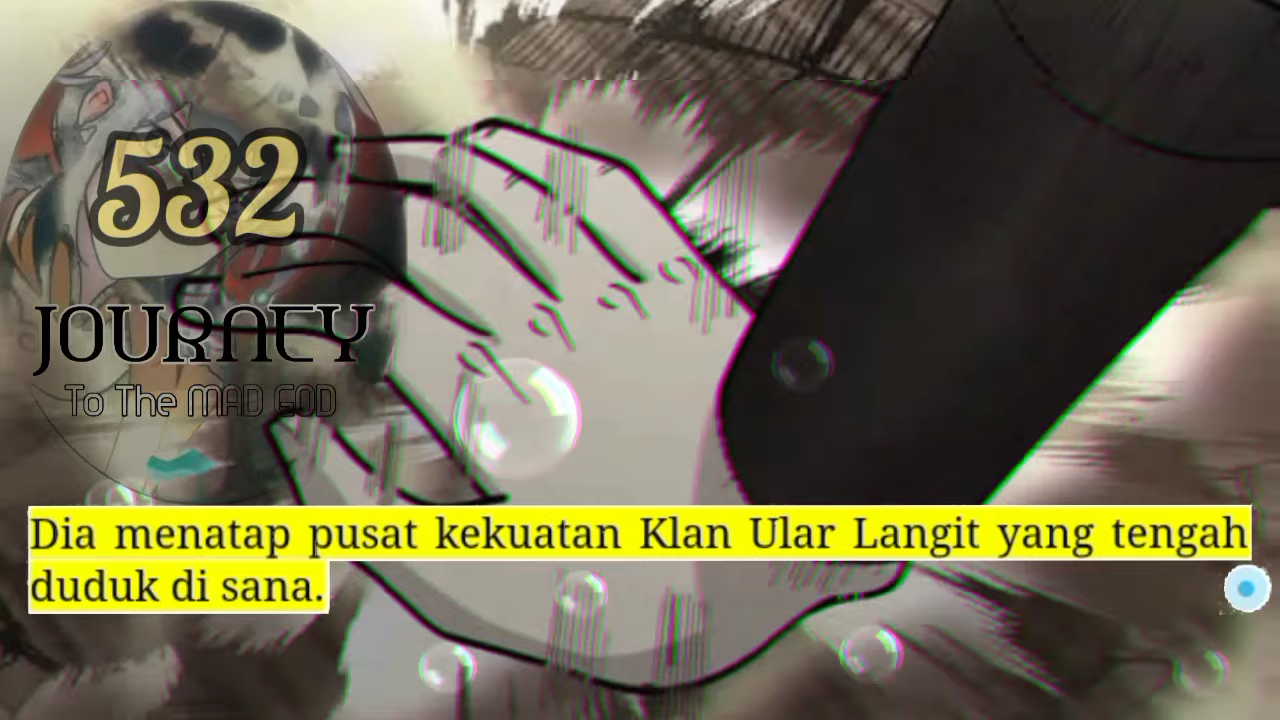 532
JOURNEY
To The MAD GOD
Dia menatap pusat kekuatan Klan Ular Langit yang tengah
duduk di sana.